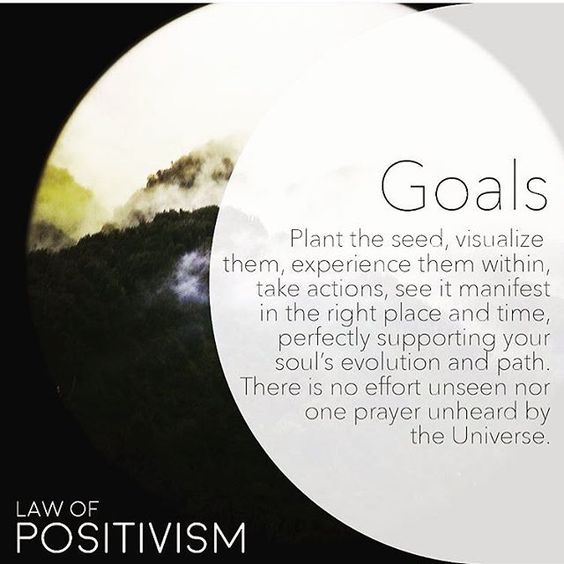 Goals
Plant the seed, visualize
them, experience them within,
take actions, see it manifest
in the right place and time,
perfectly supporting your
soul's evolution and path.
There is no effort unseen nor
one prayer unheard by
the Universe.
LAW OF
POSITIVISM